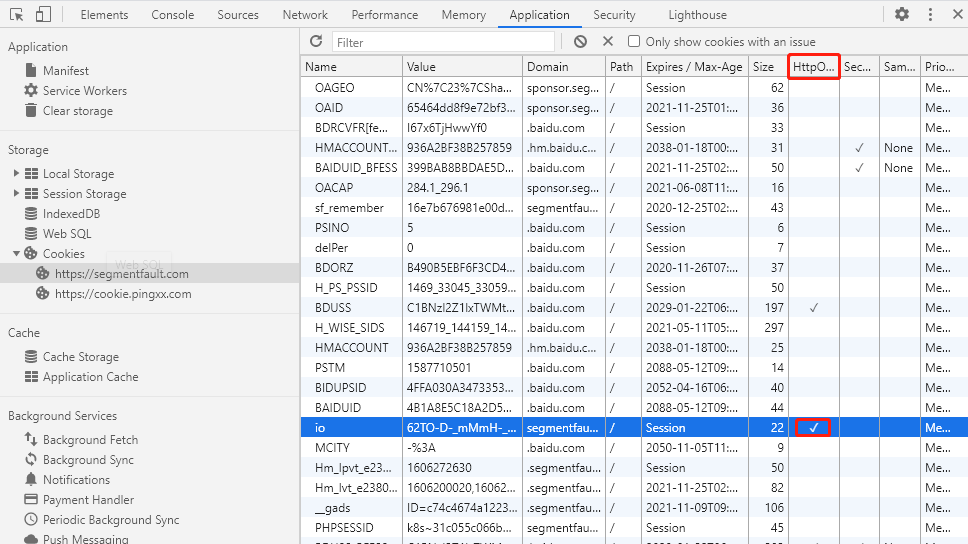 Elements Console Sources Network Performance Memory Application Security Lighthouse
Application
Manifest
Service Workers
Clear storage
Storage
Local Storage
Session Storage
IndexedDB
Web SQL
Cookies
https://segmentfault.com
https://cookie.pingxx.com
Cache
Cache Storage
Application Cache
Background Services
Background Fetch
Background Sync
Notifications
Payment Handler
Periodic Background Sync
Push Messaging
Filter Only show cookies with an issue
Name Value Domain Path Expires / Max-Age Size HttpO... Sec... Sam... Prio...
OAGEO CN%7C23%7CSha... sponsor.seg... / Session 62 Me...
OAID 65464dd8f9e72bf3... sponsor.seg... / 2021-11-25T01:... 36 Me...
BDRCVFR[fe... I67x6TjHwwYf0 .baidu.com / Session 33 Me...
HMACCOUNT... 936A2BF38B257859 .hm.baidu.c... / 2038-01-18T00:... 31 ✓ None Me...
BAIDUID_BFESS 399BAB8BBDAE5D... .baidu.com / 2021-11-25T02:... 50 ✓ None Me...
OACAP 284.1_296.1 sponsor.seg... / 2021-06-08T11:... 16 Me...
sf_remember 16e7b676981e00d... segmentfau... / 2020-12-25T02:... 43 Me...
PSINO 5 .baidu.com / Session 6 Me...
delPer 0 .baidu.com / Session 7 Me...
BDORZ B490B5EBF6F3CD4... .baidu.com / 2020-11-26T07:... 37 Me...
H_PS_PSSID 1469_33045_33059... .baidu.com / Session 50 Me...
BDUSS C1BNzI2Z1IxTWMt... .baidu.com / 2029-01-22T06:... 197 ✓ Me...
H_WISE_SIDS 146719_144159_14... .baidu.com / 2021-05-11T05:... 297 Me...
HMACCOUNT 936A2BF38B257859 .hm.baidu.c... / 2038-01-18T00:... 25 Me...
PSTM 1587710501 .baidu.com / 2088-05-12T09:... 14 Me...
BIDUPSID 4FFA030A3473353... .baidu.com / 2052-04-16T06:... 40 Me...
BAIDUID 4B1A8E5C18A2D5... .baidu.com / 2088-05-12T09:... 44 Me...
io 62TO-D-_mMmH-_... segmentfau... / Session 22 ✓ Me...
MCITY -%3A .baidu.com / 2050-11-05T11:... 9 Me...
Hm_lpvt_e23... 1606272630 .segmentfa... / Session 50 Me...
Hm_lvt_e2380... 1606200020,16062... .segmentfa... / 2021-11-25T02:... 82 Me...
__gads ID=c74c4674a1223... .segmentfa... / 2021-11-09T09:... 106 Me...
PHPSESSID k8s~31c055c066b... segmentfau... / Session 45 Me...